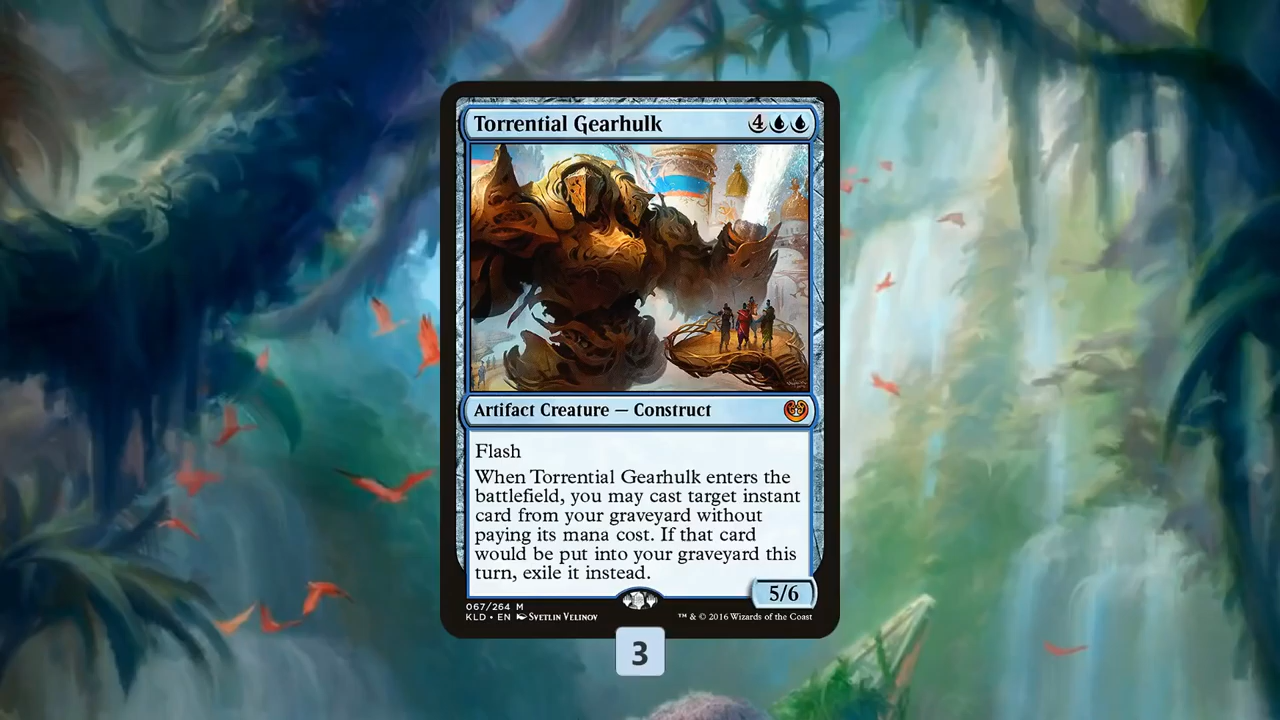 Torrential Gearhulk 4
Artifact Creature — Construct
Flash
When Torrential Gearhulk enters the
battlefield, you may cast target instant
card from your graveyard without
paying its mana cost. If that card
would be put into your graveyard this
turn, exile it instead.
5/6
067/264 M
KLD • EN Svetlin Velinov ™ & © 2016 Wizards of the Coast
3